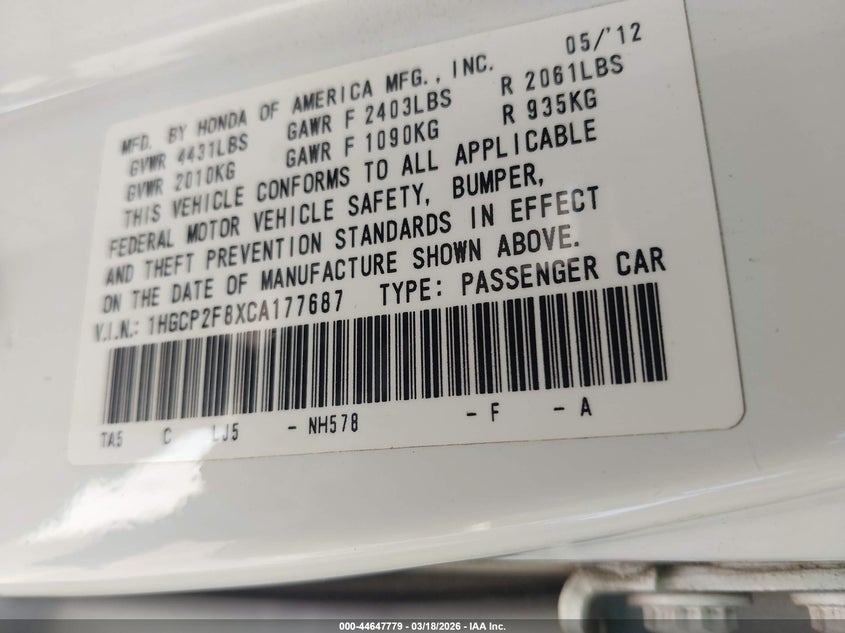 MFD. BY HONDA OF AMERICA MFG., INC. 05/'12
GVWR 4431LBS GAWR F 2403LBS R 2061LBS
GVWR 2010KG GAWR F 1090KG R 935KG
THIS VEHICLE CONFORMS TO ALL APPLICABLE
FEDERAL MOTOR VEHICLE SAFETY, BUMPER,
AND THEFT PREVENTION STANDARDS IN EFFECT
ON THE DATE OF MANUFACTURE SHOWN ABOVE.
V.I.N.: 1HGCP2F8XCA177687 TYPE: PASSENGER CAR
TA5 C LJ5 - NH578 - F - A
000-44647779 - 03/18/2026 - IAA Inc.